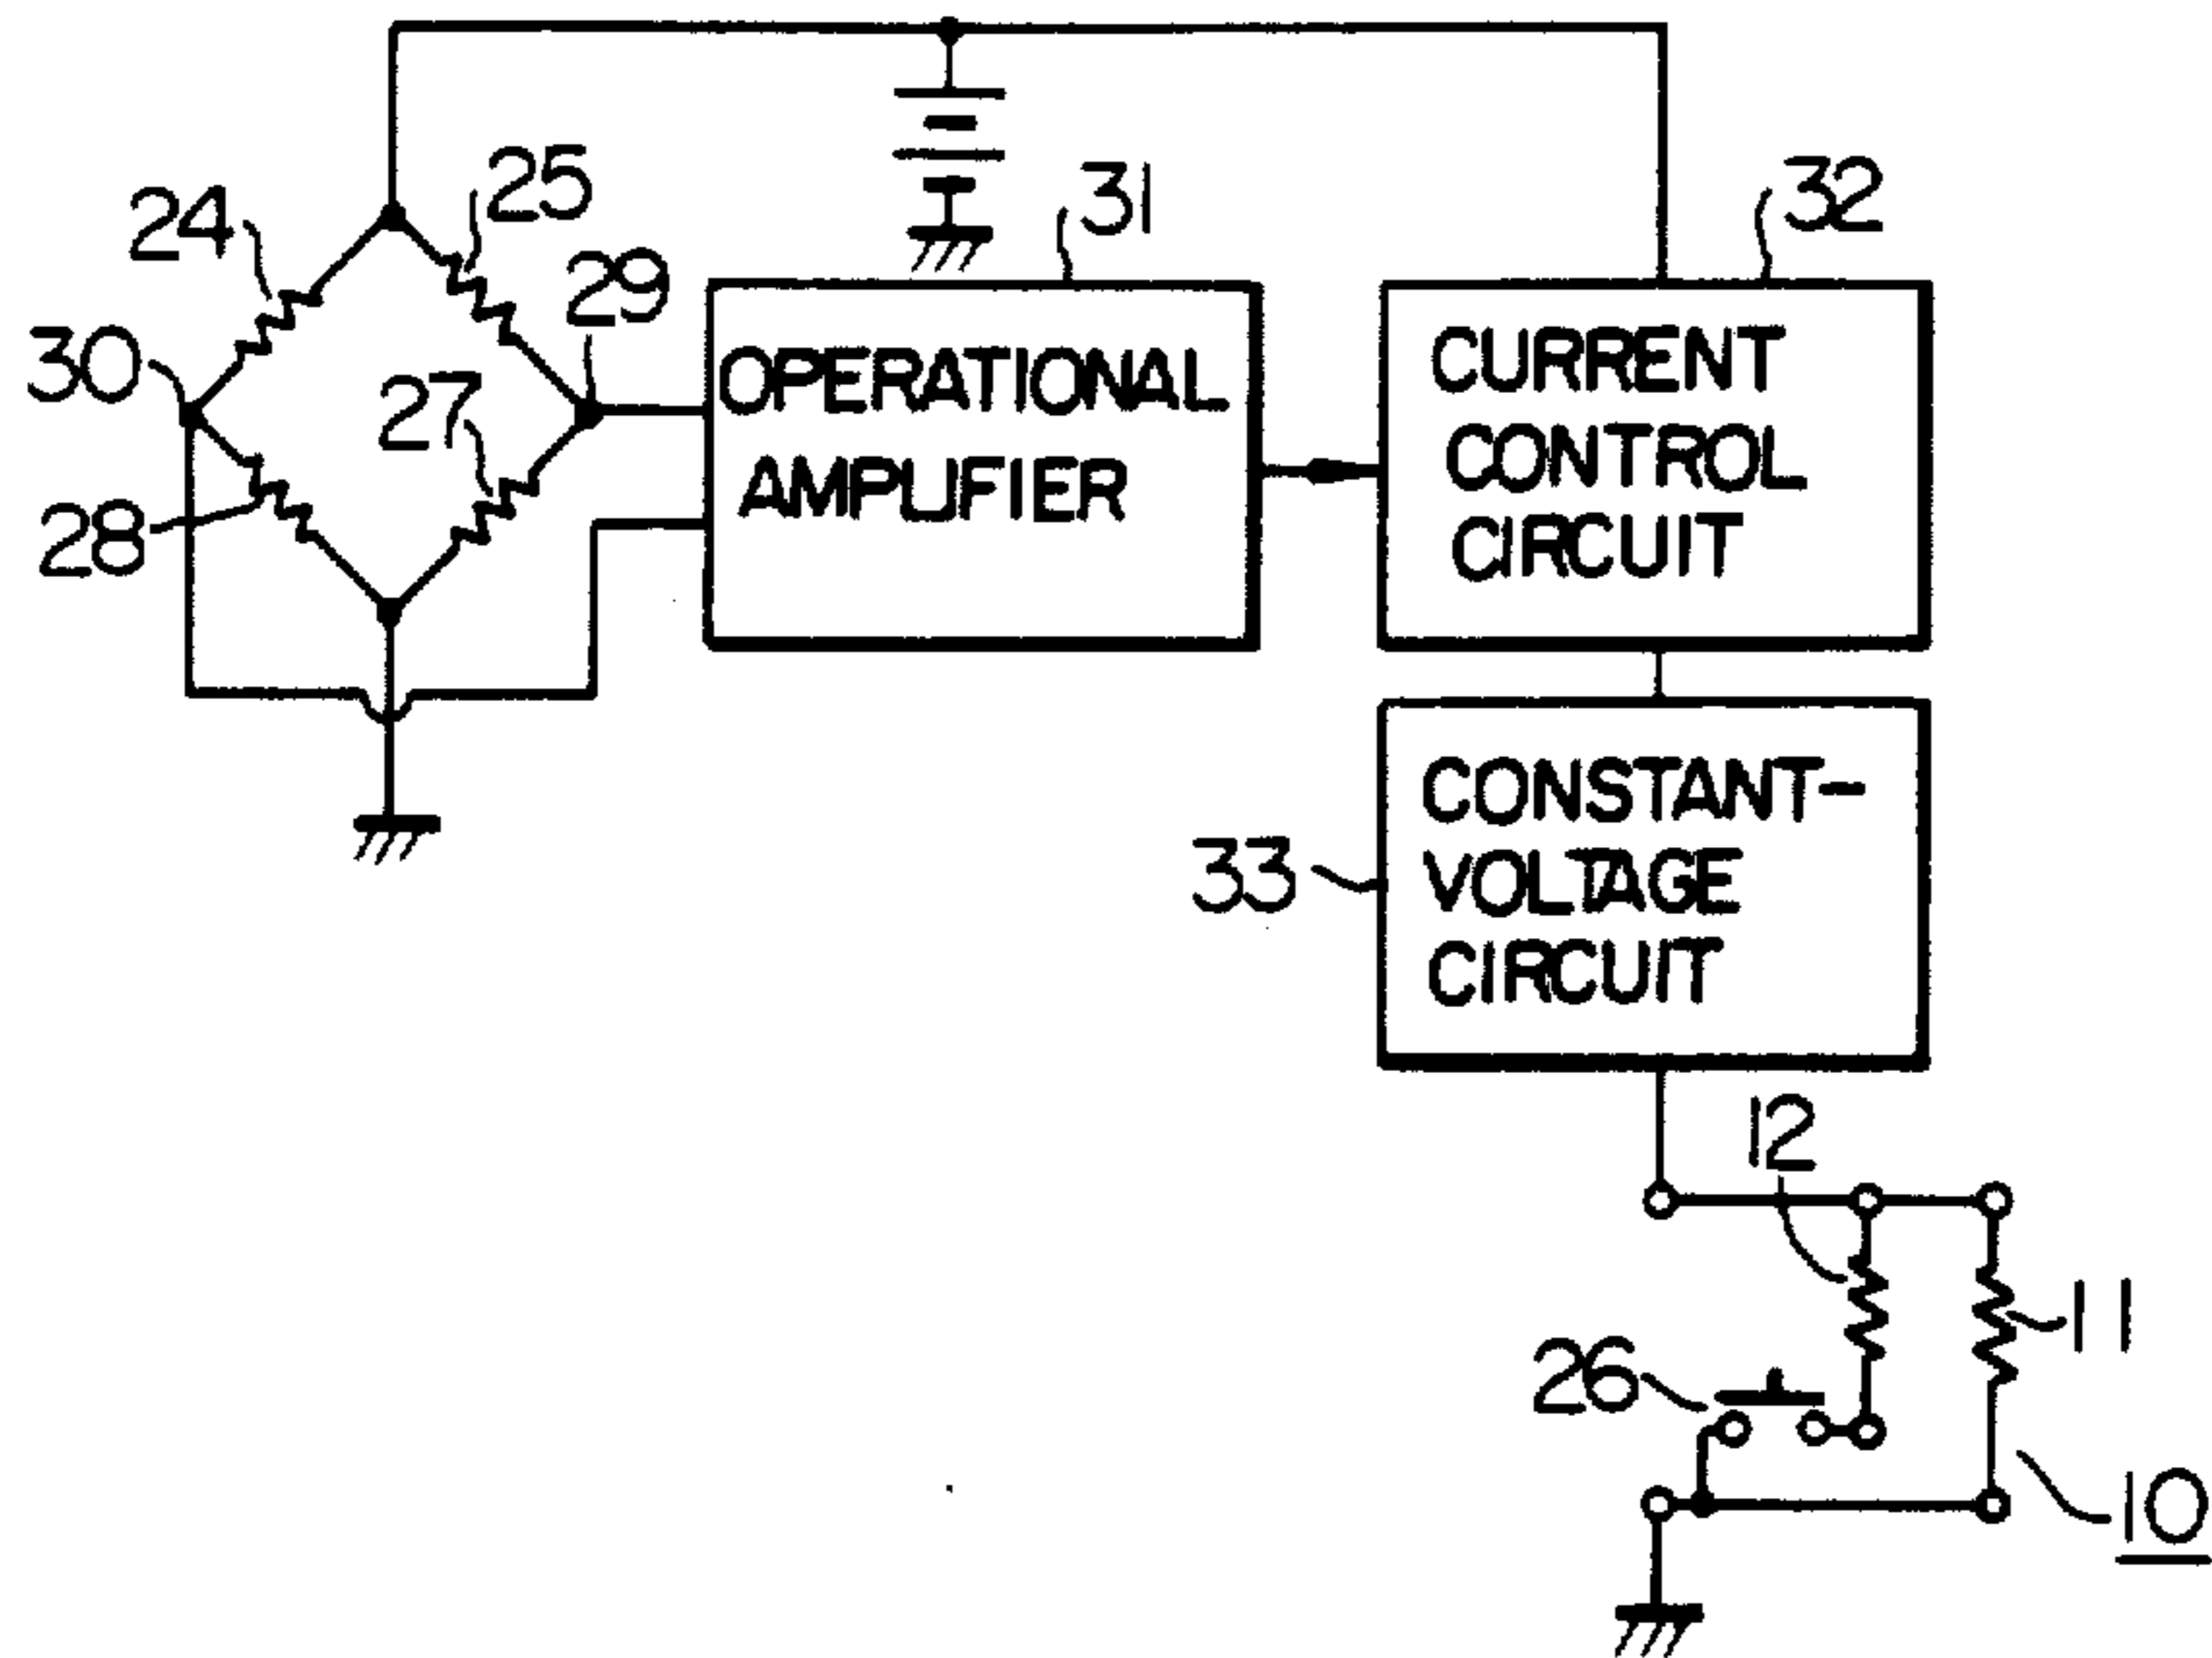 31
32
25
24
29
30
27
28
OPERATIONAL
AMPLIFIER
CURRENT
CONTROL
CIRCUIT
33
CONSTANT-
VOLTAGE
CIRCUIT
12
11
26
10